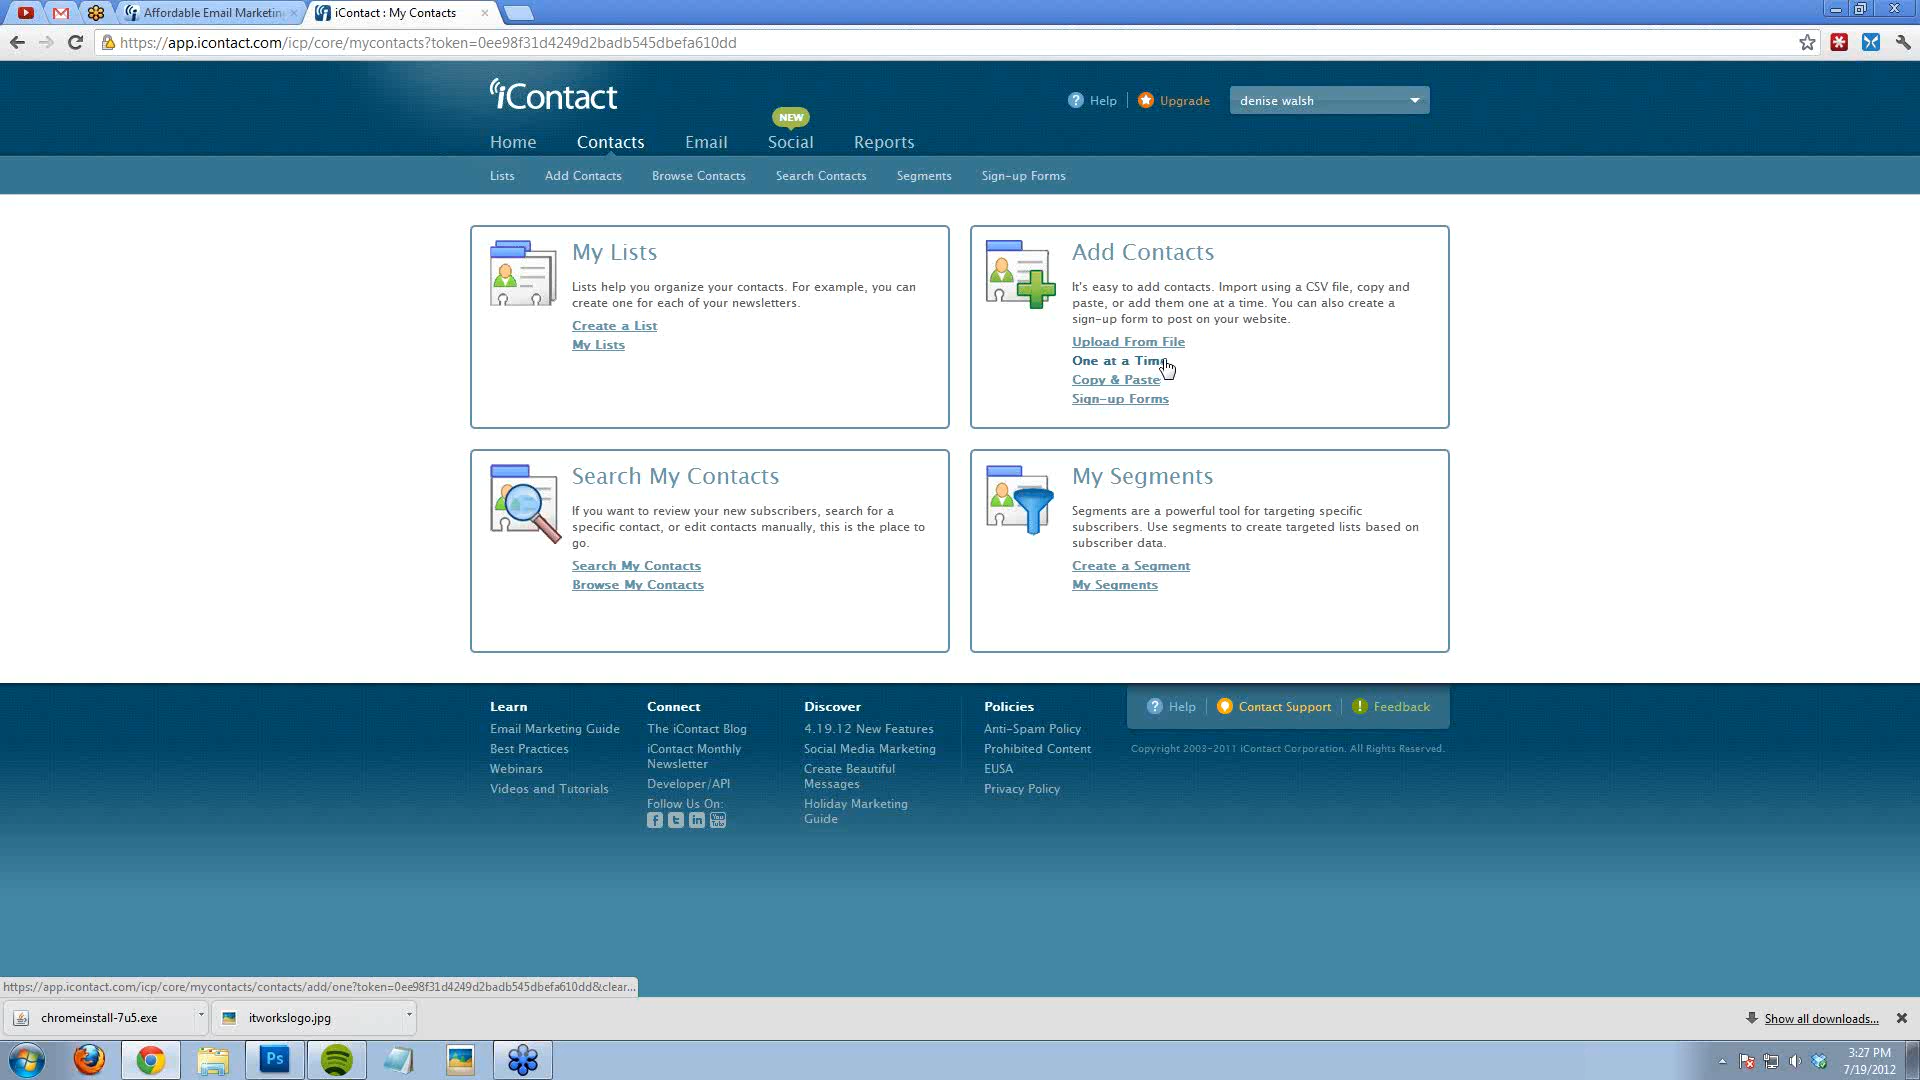 Affordable Email Marketin
iContact : My Contacts
https://app.icontact.com/icp/core/mycontacts?token=0ee98f31d4249d2badb545dbefa610dd
iContact
Help
Upgrade
denise walsh
NEW
Home
Contacts
Email
Social
Reports
Lists
Add Contacts
Browse Contacts
Search Contacts
Segments
Sign-up Forms
My Lists
Lists help you organize your contacts. For example, you can
create one for each of your newsletters.
Create a List
My Lists
Add Contacts
It's easy to add contacts. Import using a CSV file, copy and
paste, or add them one at a time. You can also create a
sign-up form to post on your website.
Upload From File
One at a Time
Copy & Paste
Sign-up Forms
Search My Contacts
If you want to review your new subscribers, search for a
specific contact, or edit contacts manually, this is the place to
go.
Search My Contacts
Browse My Contacts
My Segments
Segments are a powerful tool for targeting specific
subscribers. Use segments to create targeted lists based on
subscriber data.
Create a Segment
My Segments
Learn
Email Marketing Guide
Best Practices
Webinars
Videos and Tutorials
Connect
The iContact Blog
iContact Monthly
Newsletter
Developer/API
Follow Us On:
Discover
4.19.12 New Features
Social Media Marketing
Create Beautiful
Messages
Holiday Marketing
Guide
Policies
Anti-Spam Policy
Prohibited Content
EUSA
Privacy Policy
Help
Contact Support
Feedback
Copyright 2003-2011 iContact Corporation. All Rights Reserved.
https://app.icontact.com/icp/core/mycontacts/contacts/add/one?token=0ee98f31d4249d2badb545dbefa610dd&clear...
chromeinstall-7u5.exe
itworkslogo.jpg
Show all downloads...
Ps
3:27 PM
7/19/2012